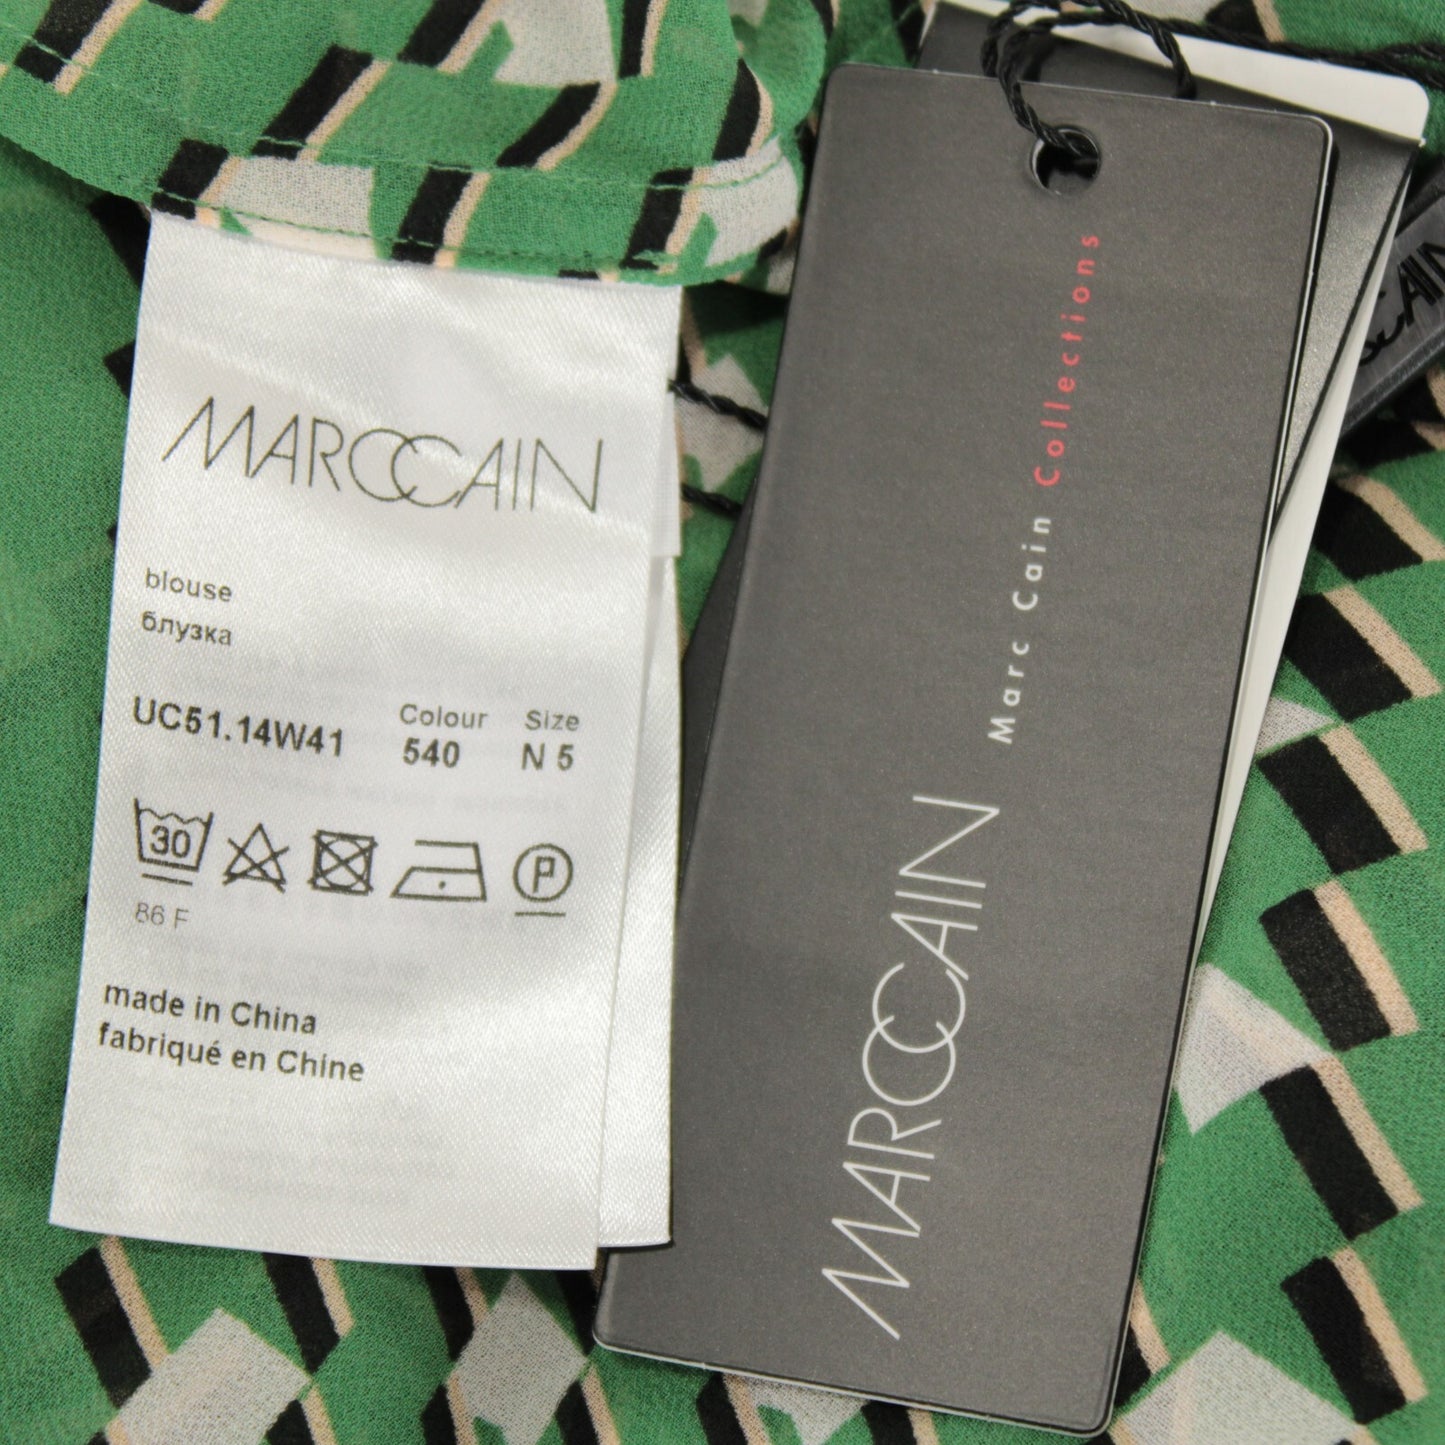 MARCCAIN
blouse
блузка
UC51.14W41
Colour
540
Size
N 5
30
P
86 F
made in China
fabriqué en Chine
Marc Cain Collections
MARCCAIN
CAIN